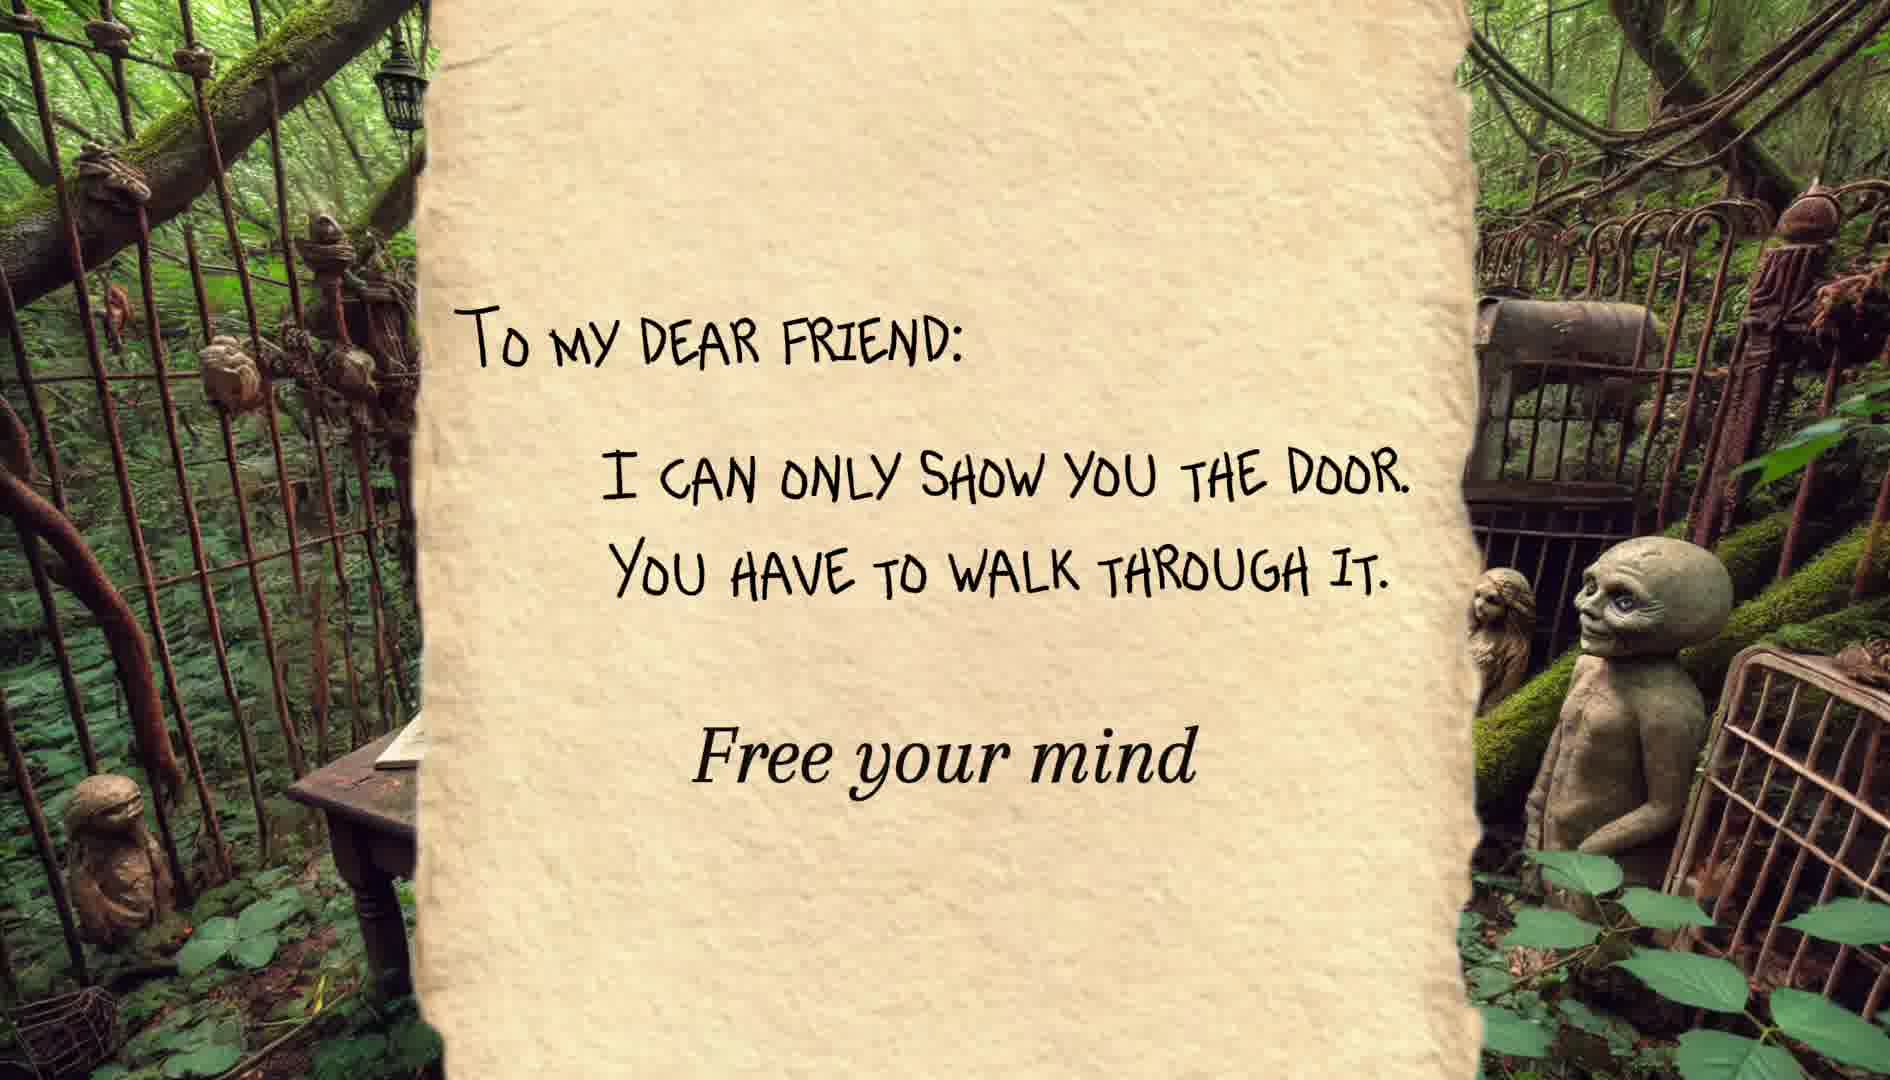 To my dear friend:
I can only show you the door.
You have to walk through it.
Free your mind